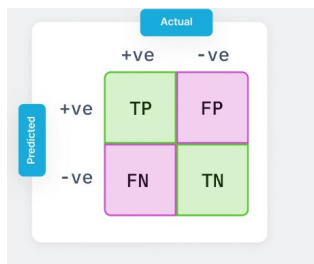 Actual
+ve -ve
Predicted
+ve TP FP
-ve FN TN